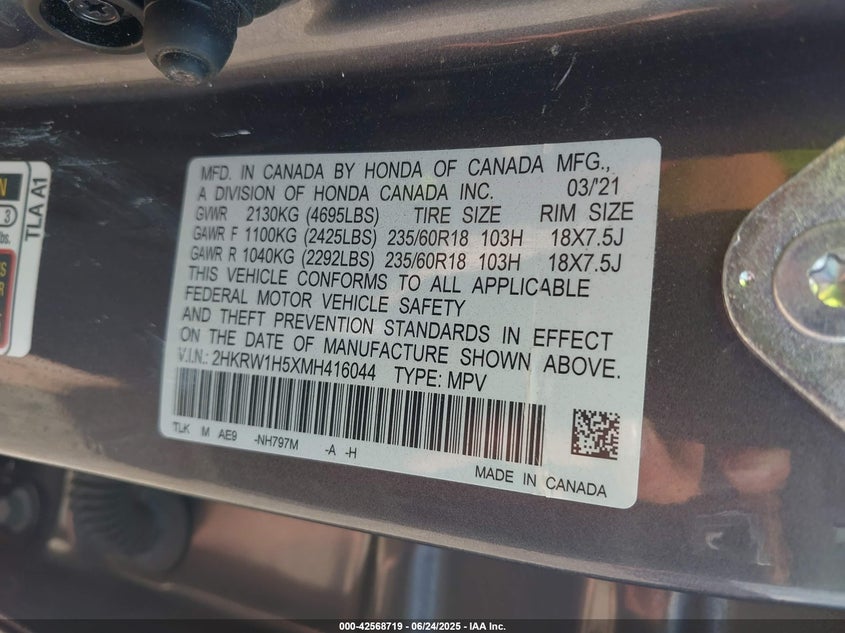 MFD. IN CANADA BY HONDA OF CANADA MFG.,
A DIVISION OF HONDA CANADA INC. 03/'21
GVWR 2130KG (4695LBS) TIRE SIZE RIM SIZE
GAWR F 1100KG (2425LBS) 235/60R18 103H 18X7.5J
GAWR R 1040KG (2292LBS) 235/60R18 103H 18X7.5J
THIS VEHICLE CONFORMS TO ALL APPLICABLE
FEDERAL MOTOR VEHICLE SAFETY
AND THEFT PREVENTION STANDARDS IN EFFECT
ON THE DATE OF MANUFACTURE SHOWN ABOVE.
V.I.N.: 2HKRW1H5XMH416044 TYPE: MPV
TLK M AE9 -NH797M -A -H
MADE IN CANADA
TLA A1
3
lbs.
000-42568719 - 06/24/2025 - IAA Inc.